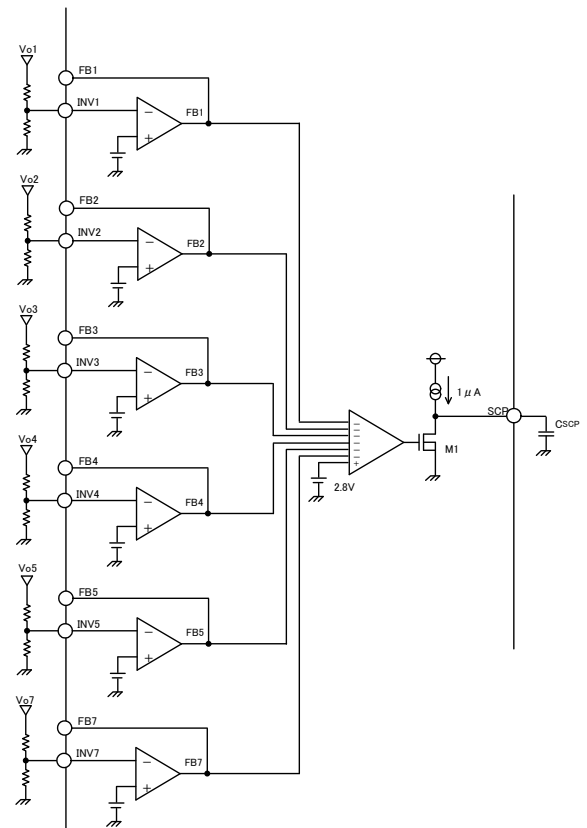 Vo1
FB1
INV1
FB1
−
+
Vo2
FB2
INV2
FB2
−
+
Vo3
FB3
INV3
FB3
−
+
1μA
SCP
CSCP
M1
−
−
−
−
−
−
+
2.8V
Vo4
FB4
INV4
FB4
−
+
Vo5
FB5
INV5
FB5
−
+
Vo7
FB7
INV7
FB7
−
+